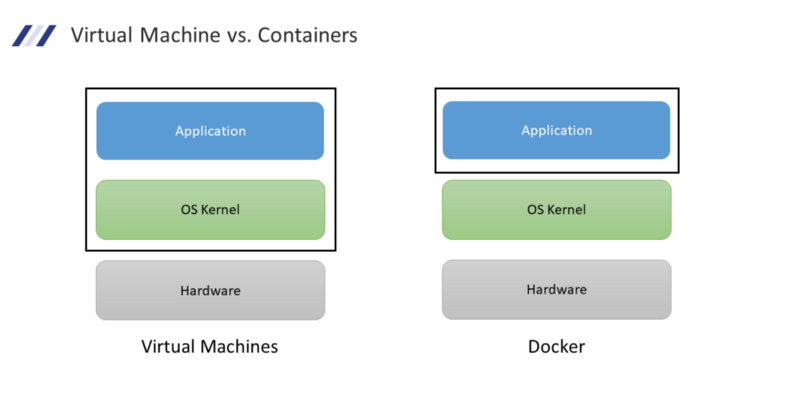 Virtual Machine vs. Containers
Application
OS Kernel
Hardware
Virtual Machines
Application
OS Kernel
Hardware
Docker